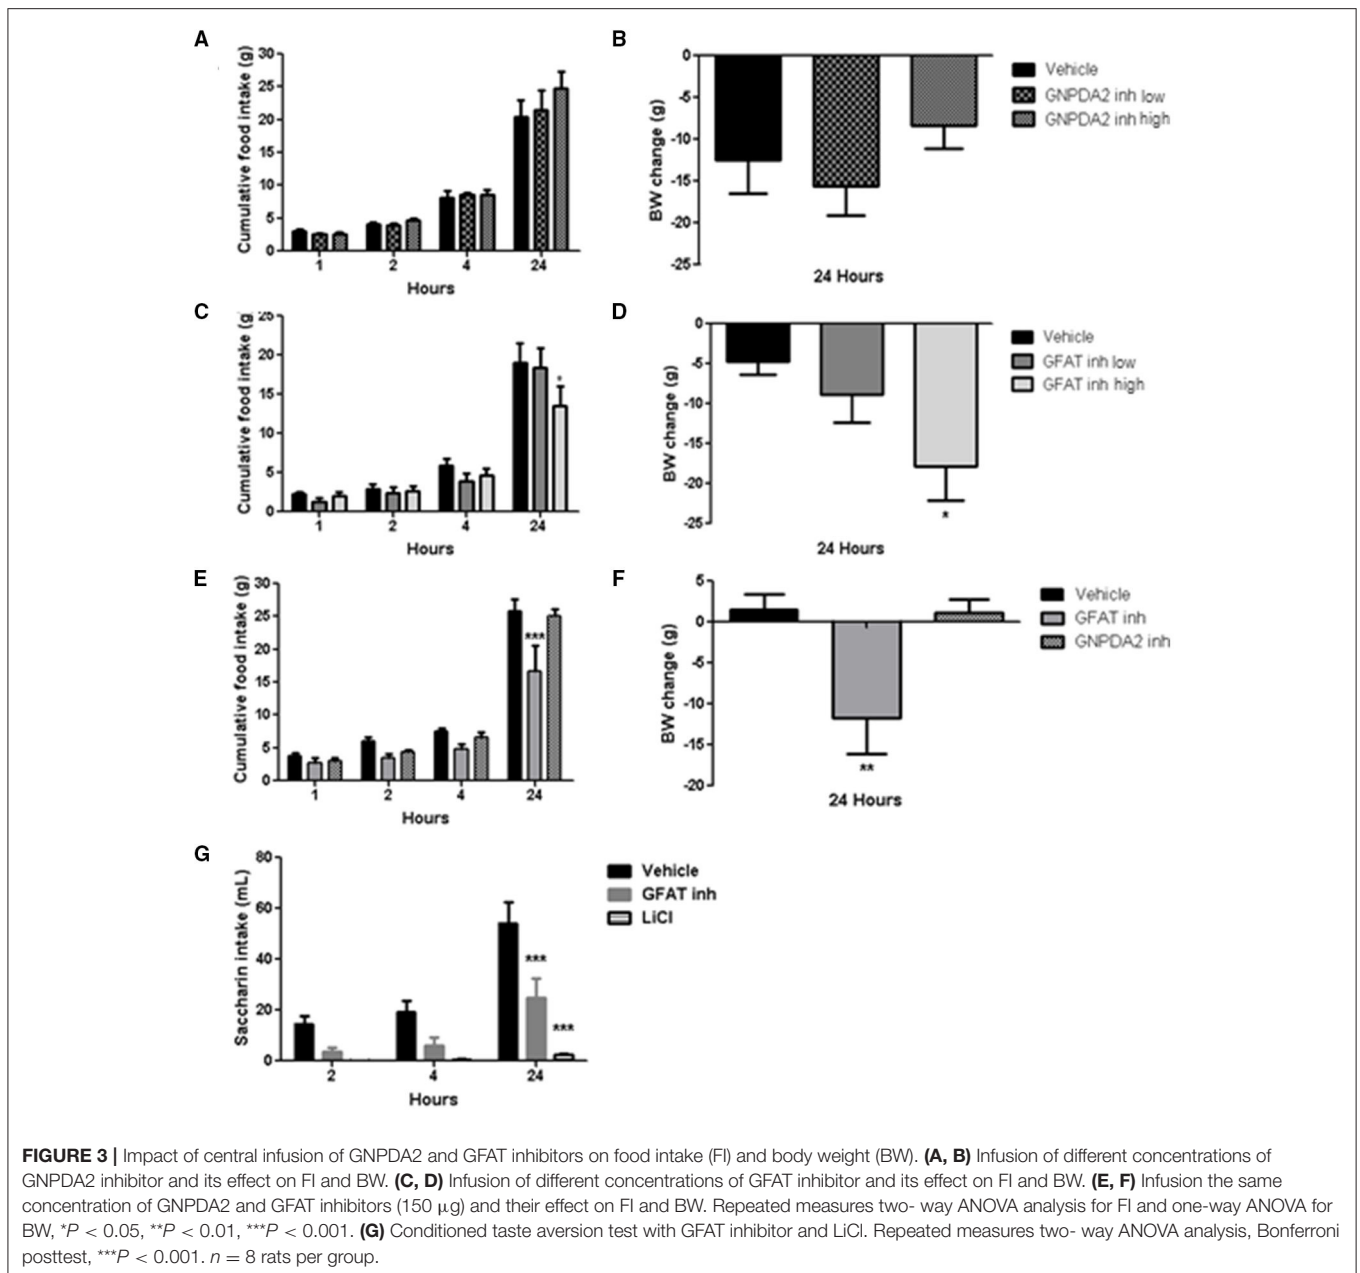 A
Cumulative food intake (g)
30
25
20
15
10
5
0
1 2 4 24
Hours
B
BW change (g)
0
-5
-10
-15
-20
-25
24 Hours
Vehicle
GNPDA2 inh low
GNPDA2 inh high
C
Cumulative food intake (g
25
20
15
10
5
0
*
1 2 4 24
Hours
D
BW change (g)
0
-5
-10
-15
-20
-25
*
24 Hours
Vehicle
GFAT inh low
GFAT inh high
E
Cumulative food intake (g)
30
25
20
15
10
5
0
***
1 2 4 24
Hours
F
BW change (g)
5
0
-5
-10
-15
-20
**
24 Hours
Vehicle
GFAT inh
GNPDA2 inh
G
Saccharin intake (mL)
80
60
40
20
0
***
***
2 4 24
Hours
Vehicle
GFAT inh
LiCl
FIGURE 3 | Impact of central infusion of GNPDA2 and GFAT inhibitors on food intake (FI) and body weight (BW). (A, B) Infusion of different concentrations of
GNPDA2 inhibitor and its effect on FI and BW. (C, D) Infusion of different concentrations of GFAT inhibitor and its effect on FI and BW. (E, F) Infusion the same
concentration of GNPDA2 and GFAT inhibitors (150 μg) and their effect on FI and BW. Repeated measures two- way ANOVA analysis for FI and one-way ANOVA for
BW, *P < 0.05, **P < 0.01, ***P < 0.001. (G) Conditioned taste aversion test with GFAT inhibitor and LiCl. Repeated measures two- way ANOVA analysis, Bonferroni
posttest, ***P < 0.001. n = 8 rats per group.